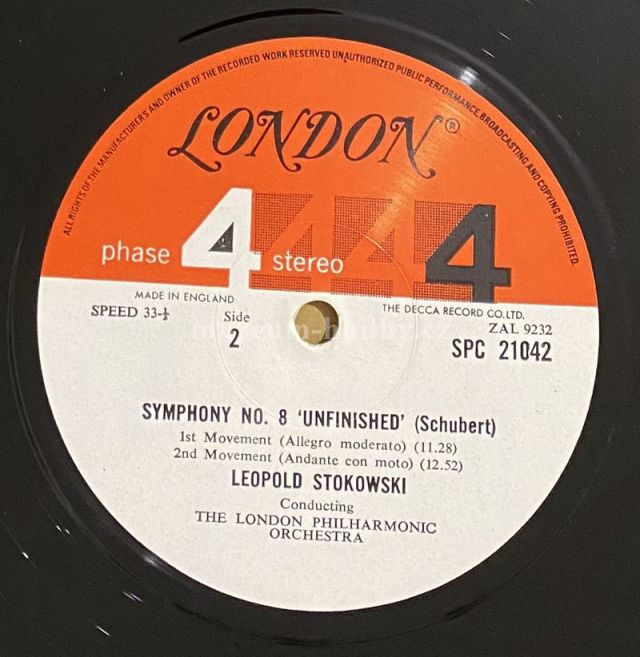 ALL RIGHTS OF THE MANUFACTURERS AND OWNER OF THE RECORDED WORK RESERVED UNAUTHORIZED PUBLIC PERFORMANCE, BROADCASTING AND COPYING PROHIBITED.
LONDON®
phase 4 stereo 4 4 4
MADE IN ENGLAND
THE DECCA RECORD CO. LTD.
SPEED 33-⅓
Side
2
ZAL 9232
SPC 21042
SYMPHONY NO. 8 'UNFINISHED' (Schubert)
1st Movement (Allegro moderato) (11.28)
2nd Movement (Andante con moto) (12.52)
LEOPOLD STOKOWSKI
Conducting
THE LONDON PHILHARMONIC
ORCHESTRA